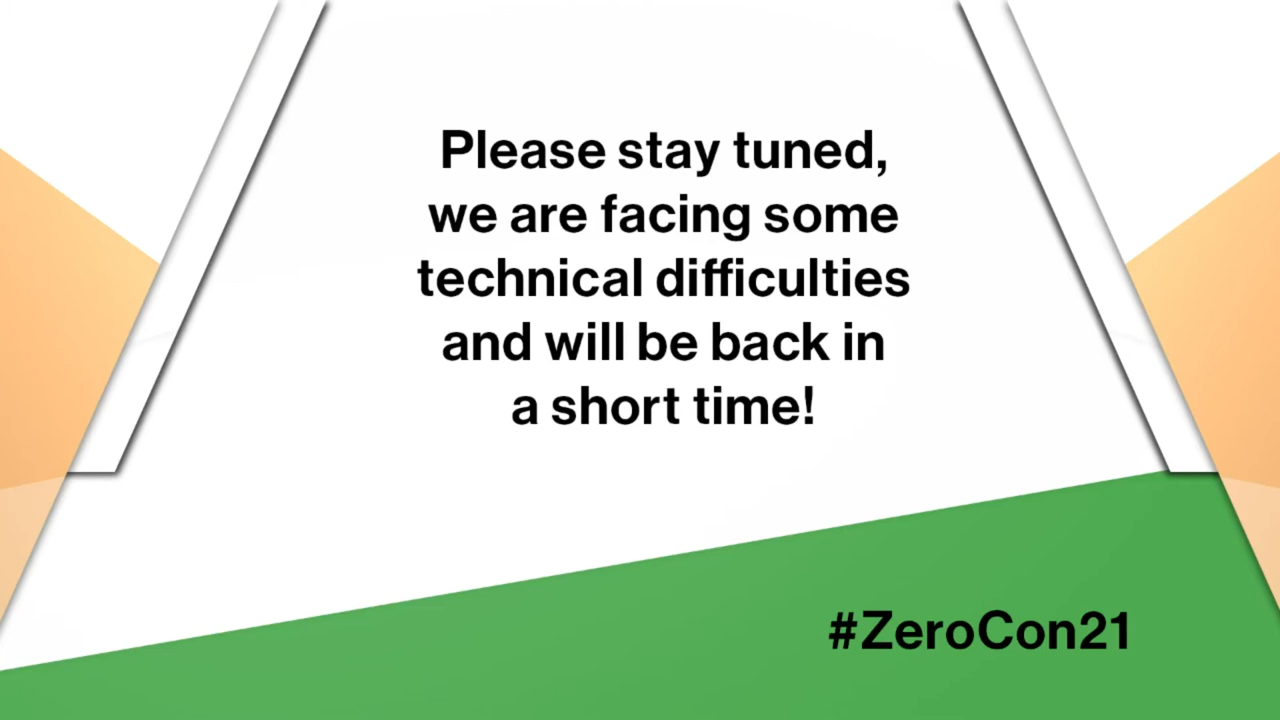 Please stay tuned,
we are facing some
technical difficulties
and will be back in
a short time!
#ZeroCon21